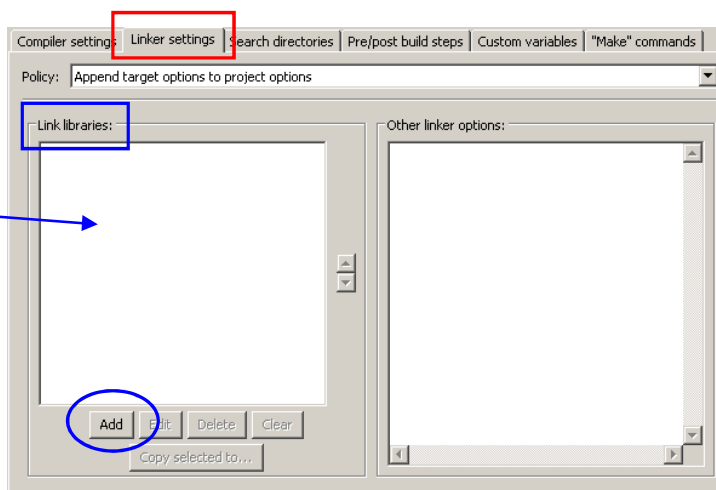 Compiler settings Linker settings Search directories Pre/post build steps Custom variables "Make" commands
Policy: Append target options to project options
Link libraries: Other linker options:
Add Edit Delete Clear
Copy selected to...